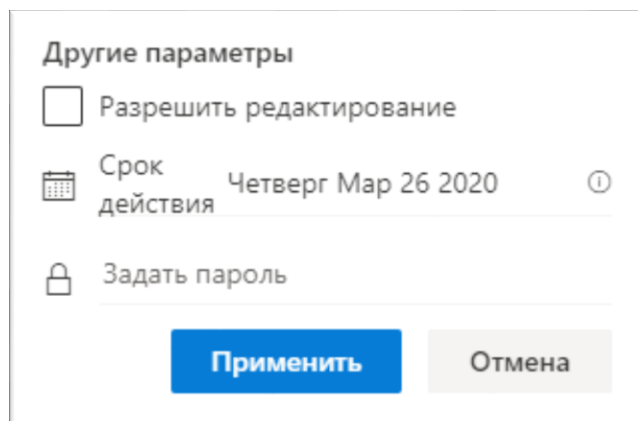 Другие параметры
Разрешить редактирование
Срок действия Четверг Мар 26 2020
Задать пароль
Применить Отмена